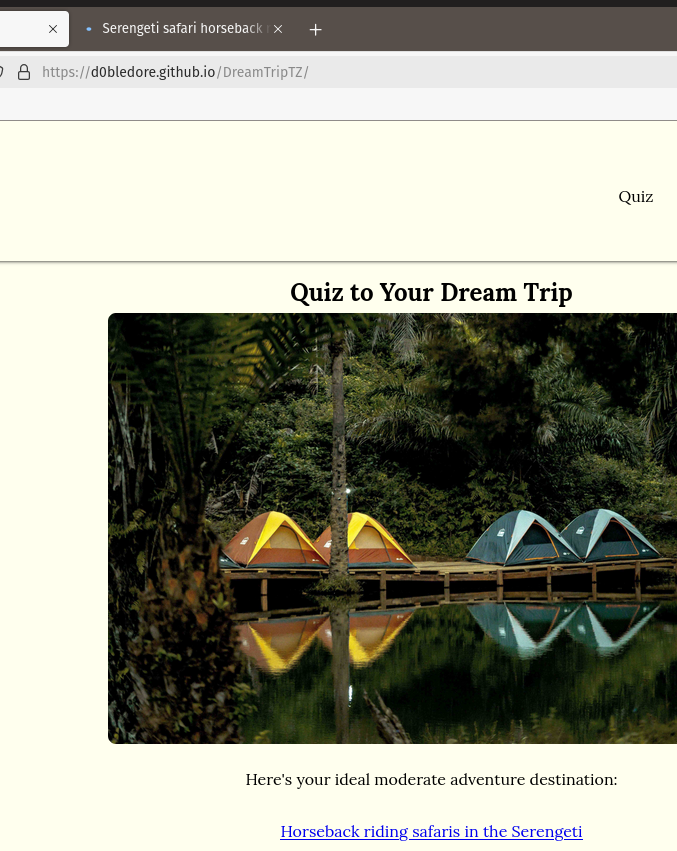 Serengeti safari horseback
https://d0bledore.github.io/DreamTripTZ/
Quiz
Quiz to Your Dream Trip
Here's your ideal moderate adventure destination:
Horseback riding safaris in the Serengeti